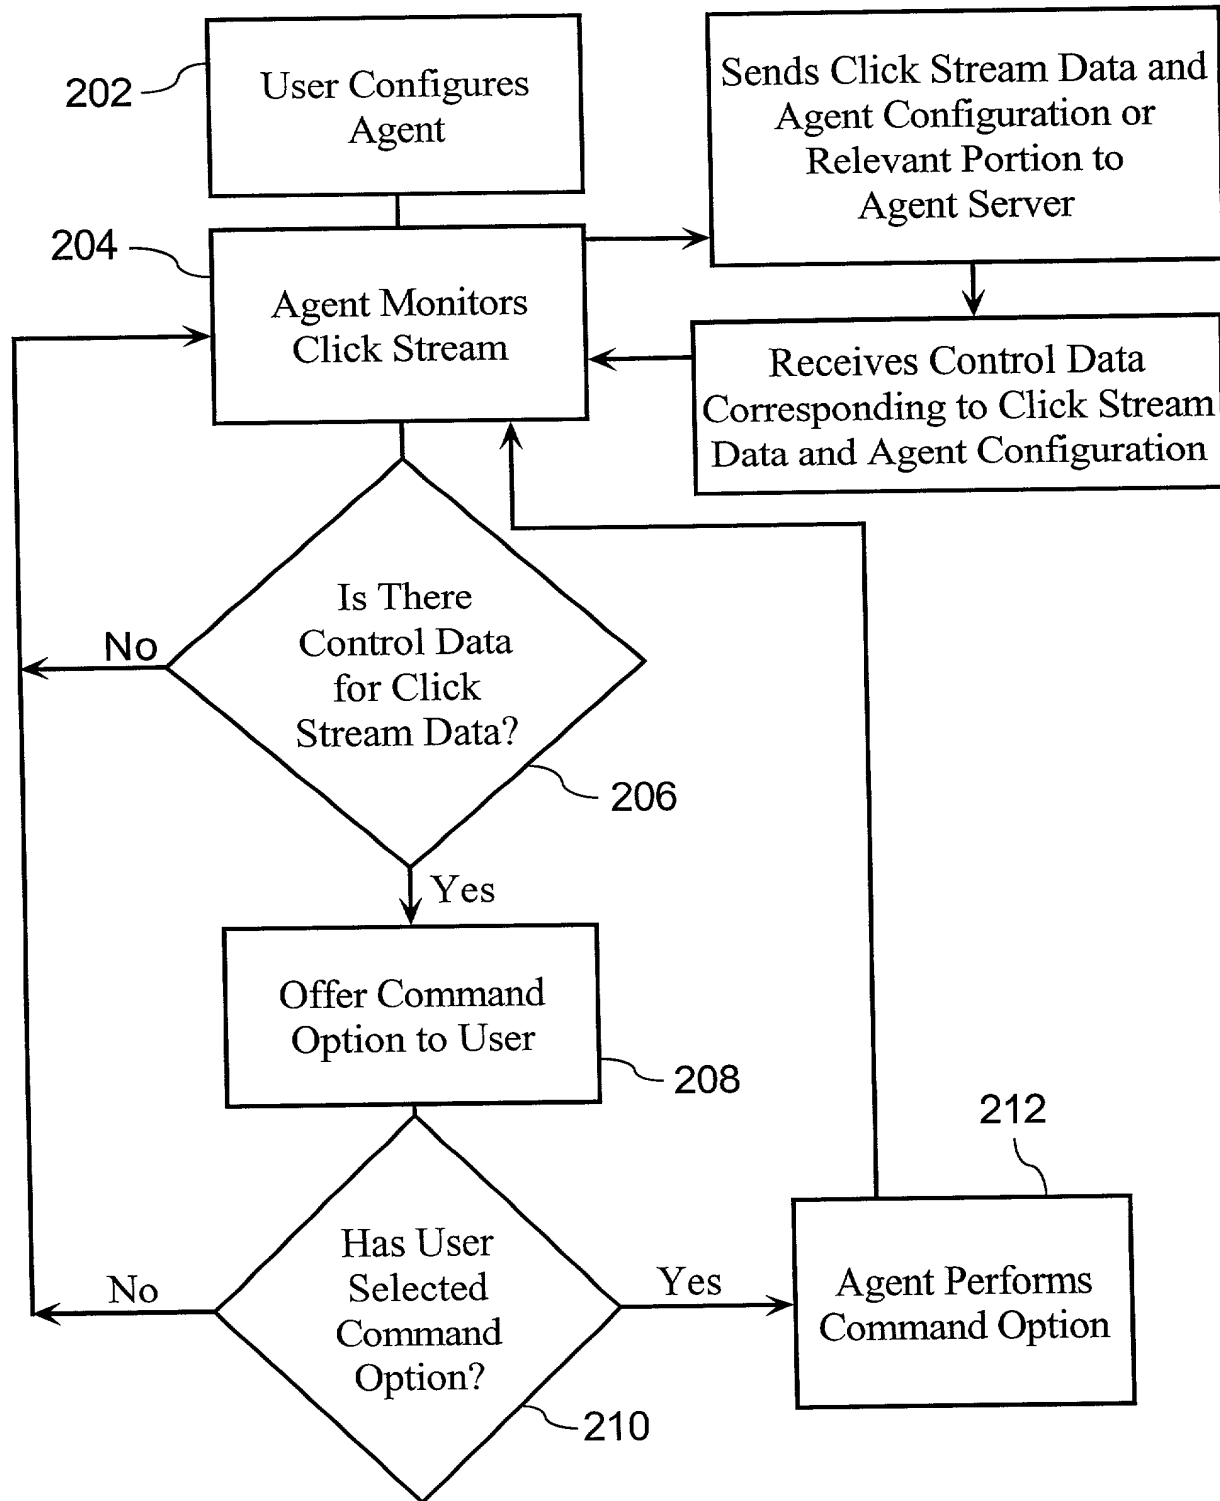 202
User Configures
Agent
Sends Click Stream Data and
Agent Configuration or
Relevant Portion to
Agent Server
204
Agent Monitors
Click Stream
Receives Control Data
Corresponding to Click Stream
Data and Agent Configuration
Is There
Control Data
for Click
Stream Data?
No
206
Yes
Offer Command
Option to User
208
212
Has User
Selected
Command
Option?
No
Yes
Agent Performs
Command Option
210